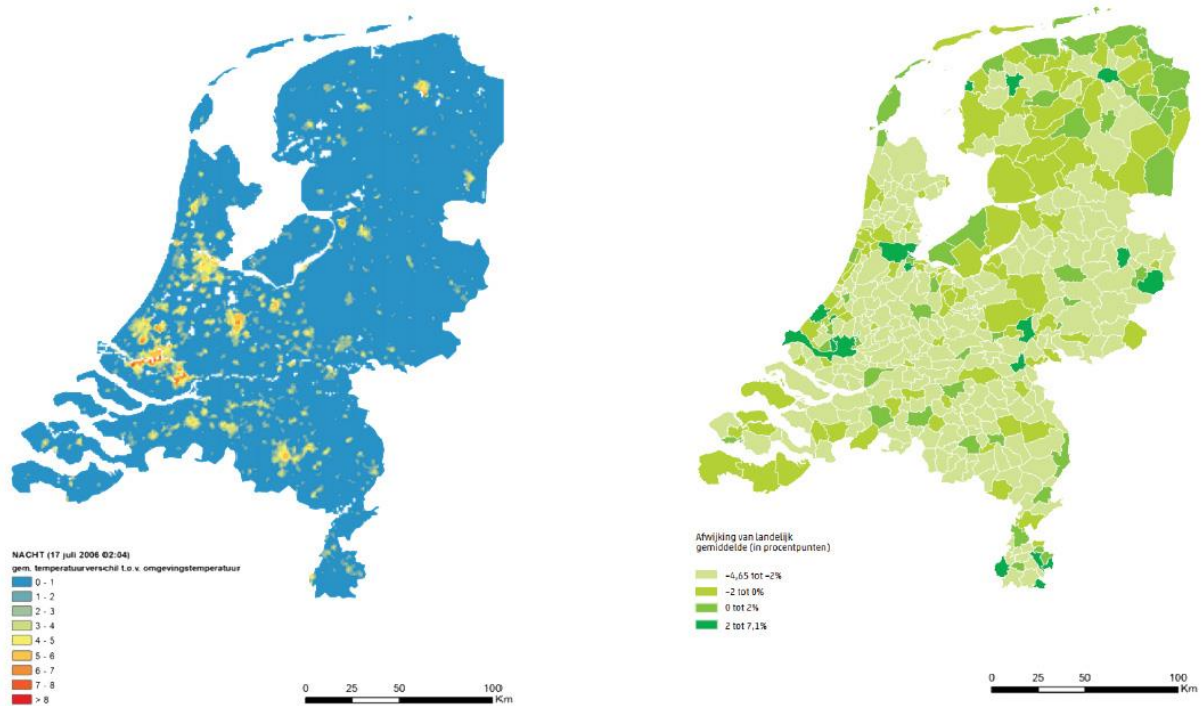 NACHT (17 juli 2006 02:04)
gem. temperatuurverschil t.o.v. omgevingstemperatuur
0 - 1
1 - 2
2 - 3
3 - 4
4 - 5
5 - 6
6 - 7
7 - 8
> 8
0 25 50 100
Km
Afwijking van landelijk
gemiddelde (in procentpunten)
-4,65 tot -2%
-2 tot 0%
0 tot 2%
2 tot 7,1%
0 25 50 100
Km